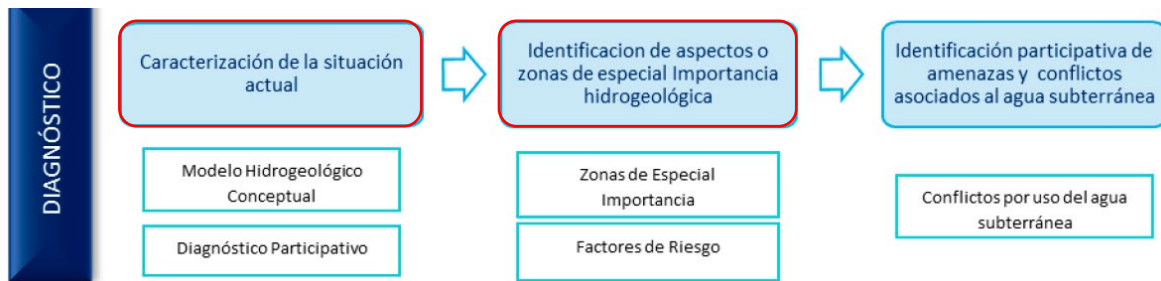 DIAGNÓSTICO
Caracterización de la situación
actual
Identificacion de aspectos o
zonas de especial Importancia
hidrogeológica
Identificación participativa de
amenazas y conflictos
asociados al agua subterránea
Modelo Hidrogeológico
Conceptual
Diagnóstico Participativo
Zonas de Especial
Importancia
Factores de Riesgo
Conflictos por uso del agua
subterránea